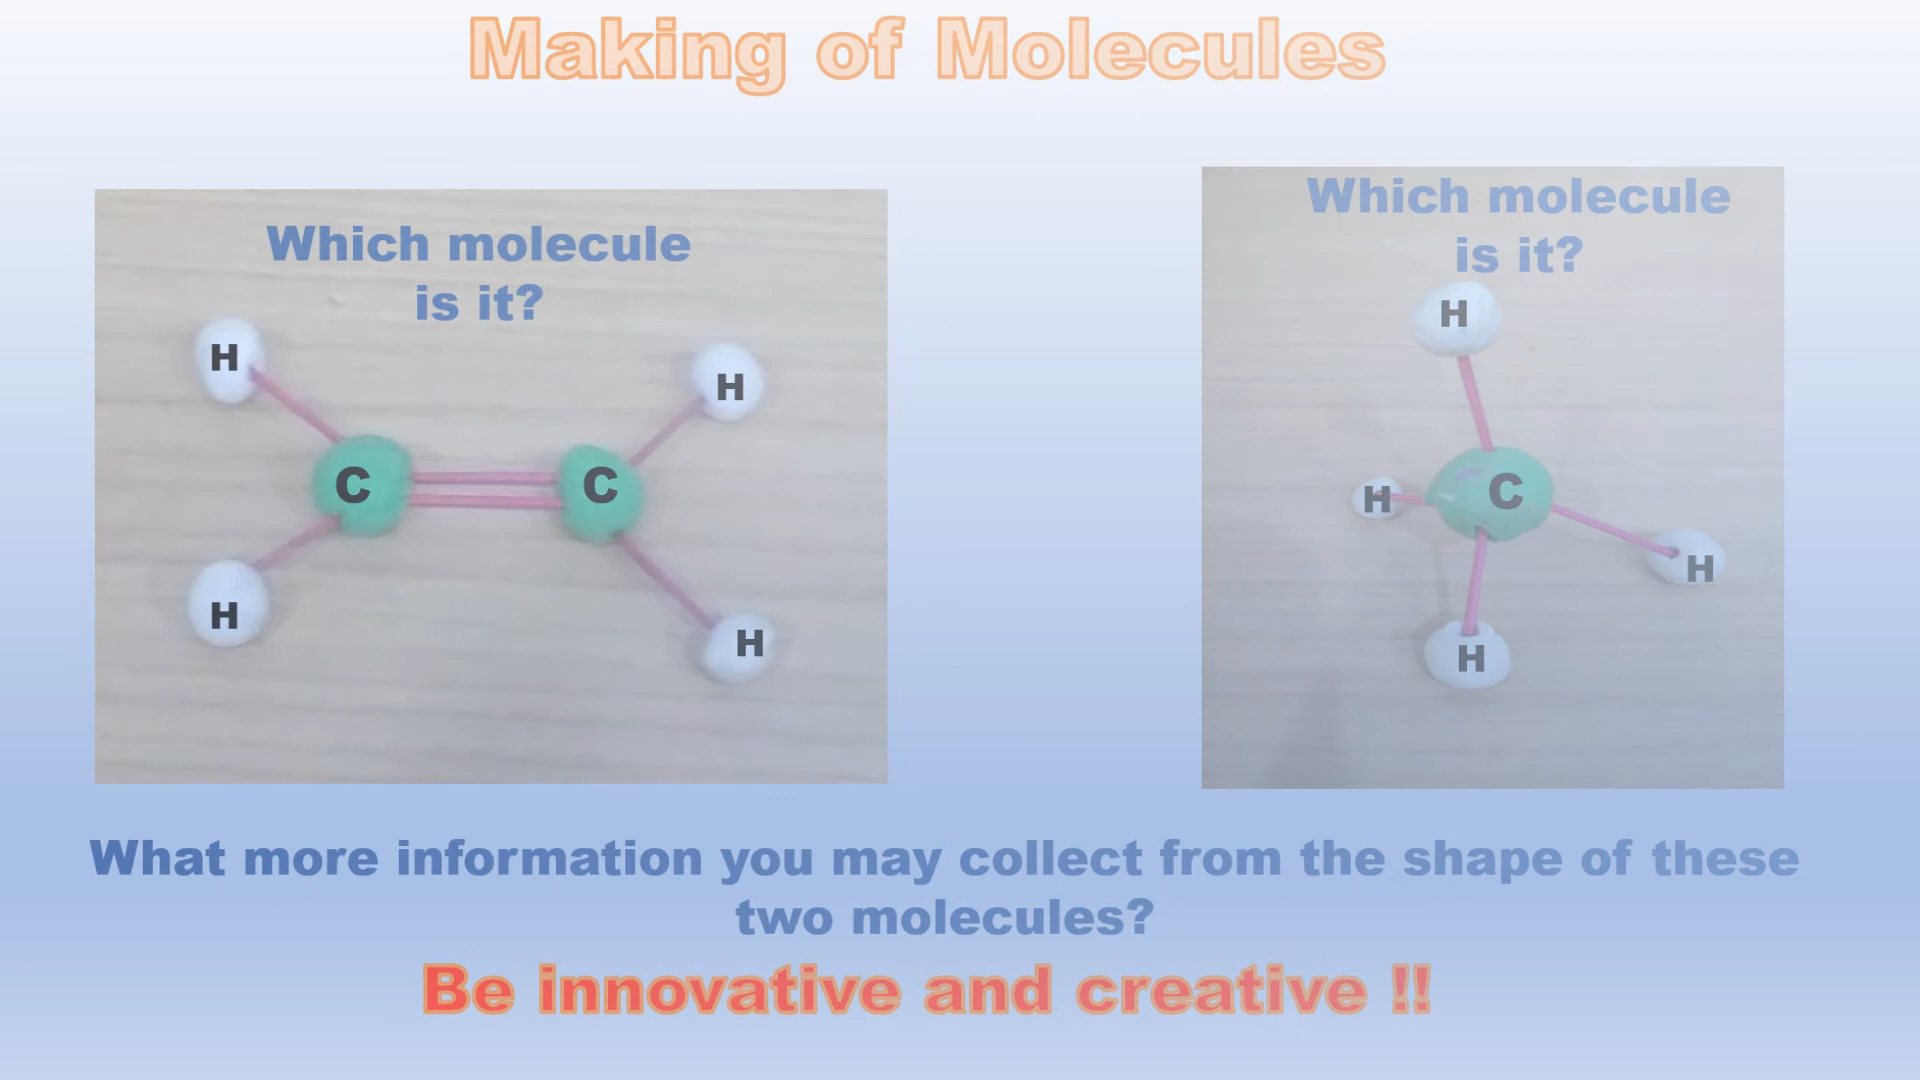 Making of Molecules
Which molecule
is it?
H
H
C
C
H
H
Which molecule
is it?
H
H
C
H
H
What more information you may collect from the shape of these
two molecules?
Be innovative and creative !!